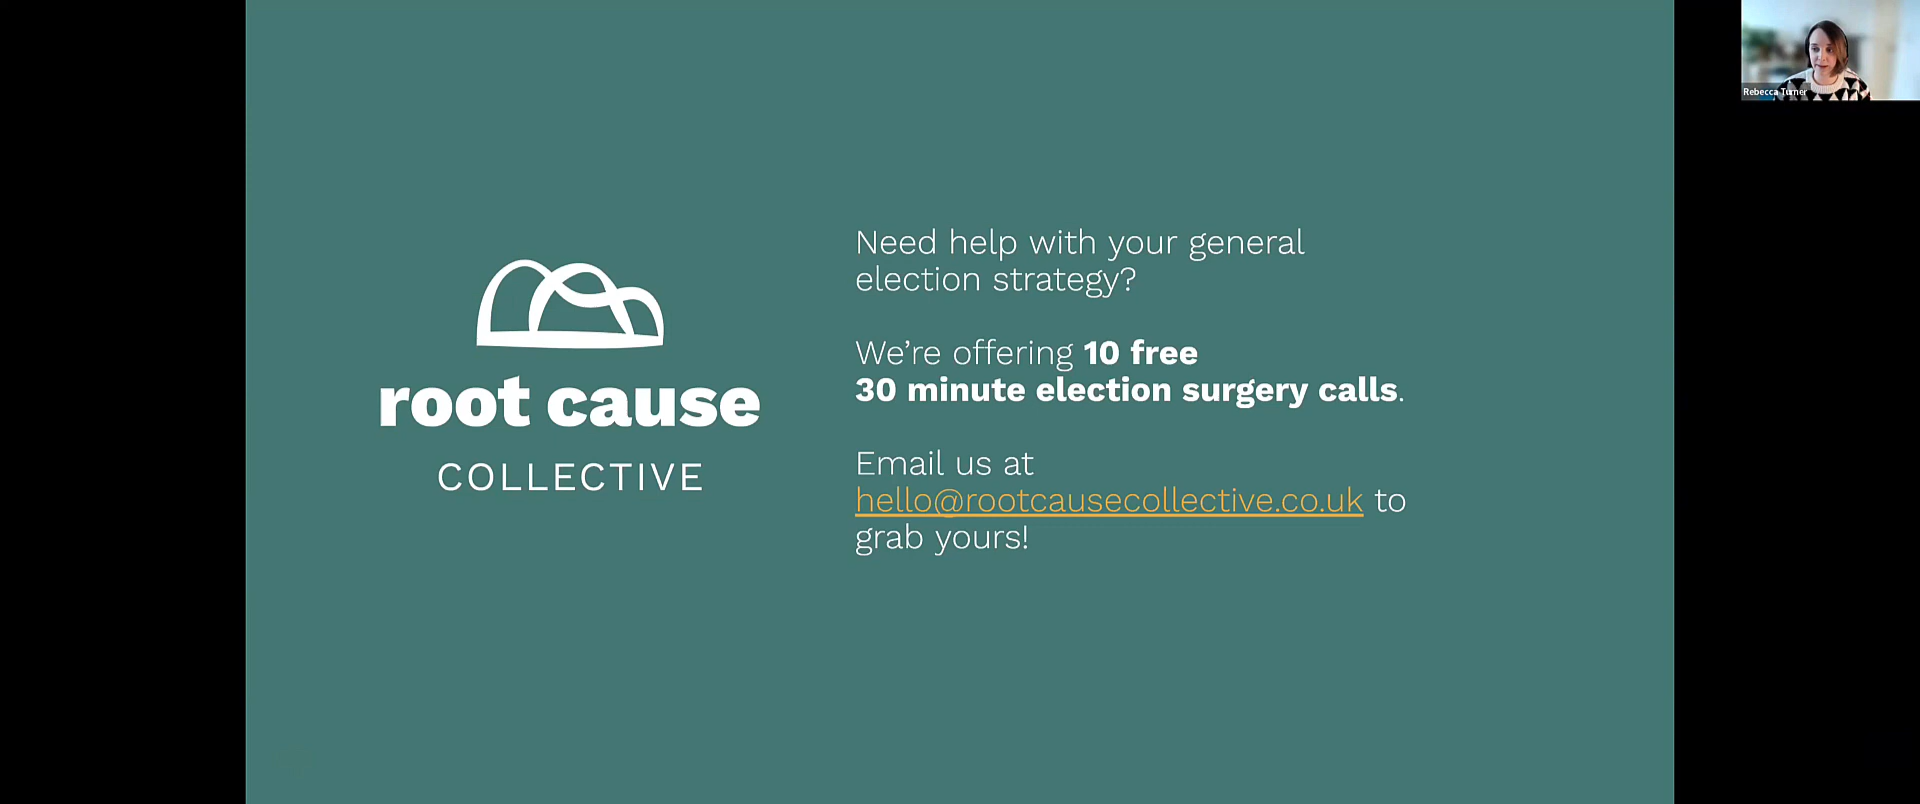 Rebecca Turner
root cause
COLLECTIVE
Need help with your general
election strategy?
We’re offering 10 free
30 minute election surgery calls.
Email us at
hello@rootcausecollective.co.uk to
grab yours!